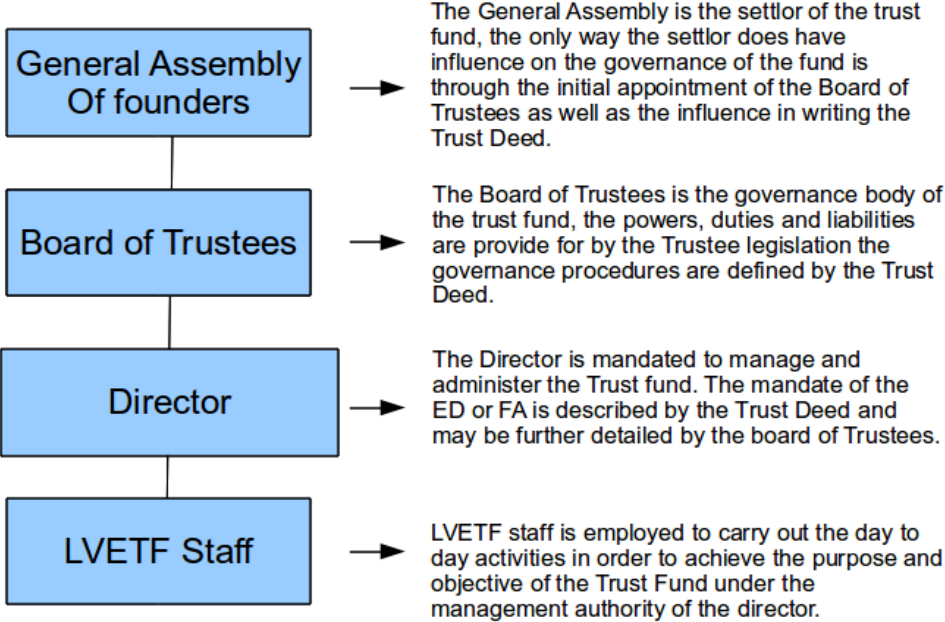 General Assembly
Of founders
The General Assembly is the settlor of the trust
fund, the only way the settlor does have
influence on the governance of the fund is
through the initial appointment of the Board of
Trustees as well as the influence in writing the
Trust Deed.
Board of Trustees
The Board of Trustees is the governance body of
the trust fund, the powers, duties and liabilities
are provide for by the Trustee legislation the
governance procedures are defined by the Trust
Deed.
Director
The Director is mandated to manage and
administer the Trust fund. The mandate of the
ED or FA is described by the Trust Deed and
may be further detailed by the board of Trustees.
LVETF Staff
LVETF staff is employed to carry out the day to
day activities in order to achieve the purpose and
objective of the Trust Fund under the
management authority of the director.